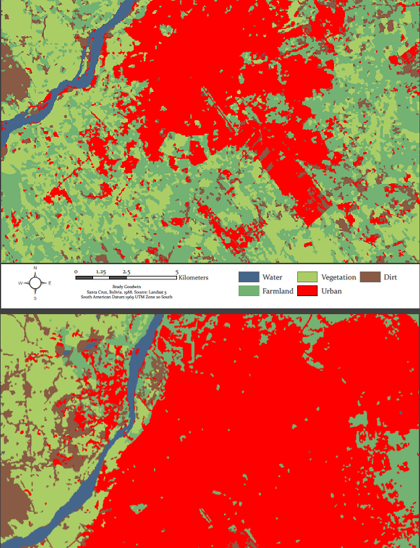 N
W E
S
0 1.25 2.5 5
Kilometers
Brady Goodwin
Santa Cruz, Bolivia. 1986. Source: Landsat 5
South American Datum 1969 UTM Zone 20 South
Water Vegetation Dirt
Farmland Urban